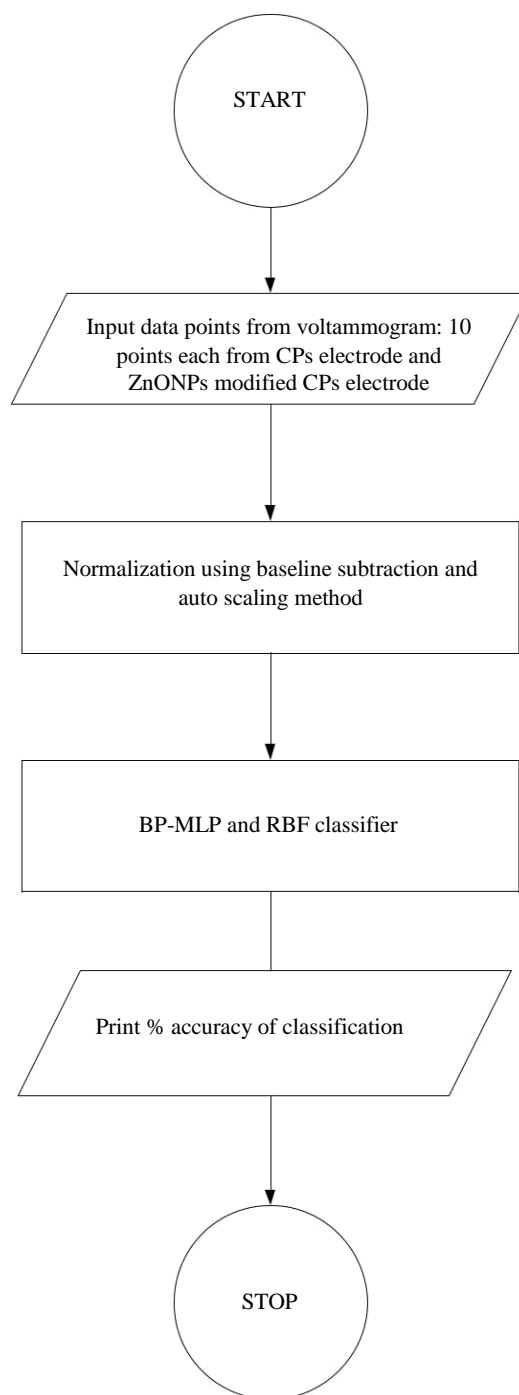 START
Input data points from voltammogram: 10
points each from CPs electrode and
ZnONPs modified CPs electrode
Normalization using baseline subtraction and
auto scaling method
BP-MLP and RBF classifier
Print % accuracy of classification
STOP